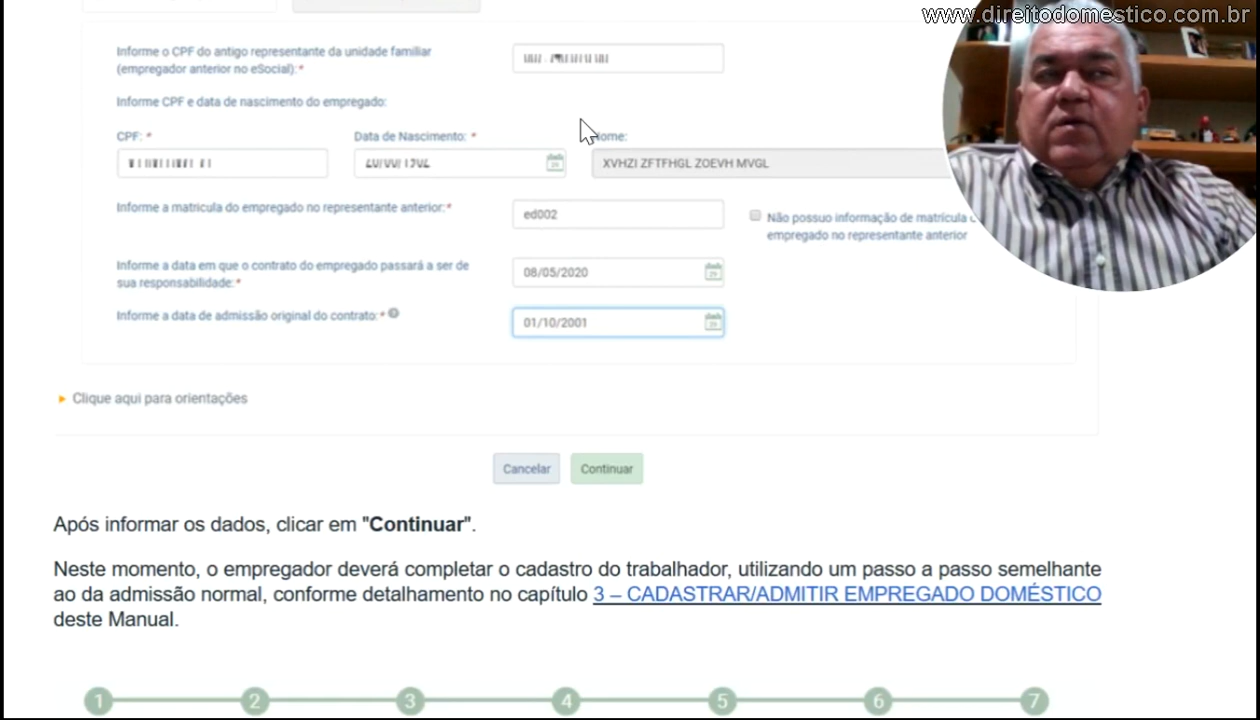 www.direitodomestico.com.br
Informe o CPF do antigo representante da unidade familiar
(empregador anterior no eSocial):*
Informe CPF e data de nascimento do empregado:
CPF: * Data de Nascimento: * Nome:
XVHZI ZFTFHGL ZOEVH MVGL
Informe a matrícula do empregado no representante anterior:* ed002 Não possuo informação de matrícula
empregado no representante anterior
Informe a data em que o contrato do empregado passará a ser de
sua responsabilidade:* 08/05/2020
Informe a data de admissão original do contrato:* 01/10/2001
Clique aqui para orientações
Cancelar Continuar
Após informar os dados, clicar em "Continuar".
Neste momento, o empregador deverá completar o cadastro do trabalhador, utilizando um passo a passo semelhante
ao da admissão normal, conforme detalhamento no capítulo 3 – CADASTRAR/ADMITIR EMPREGADO DOMÉSTICO
deste Manual.
1 2 3 4 5 6 7